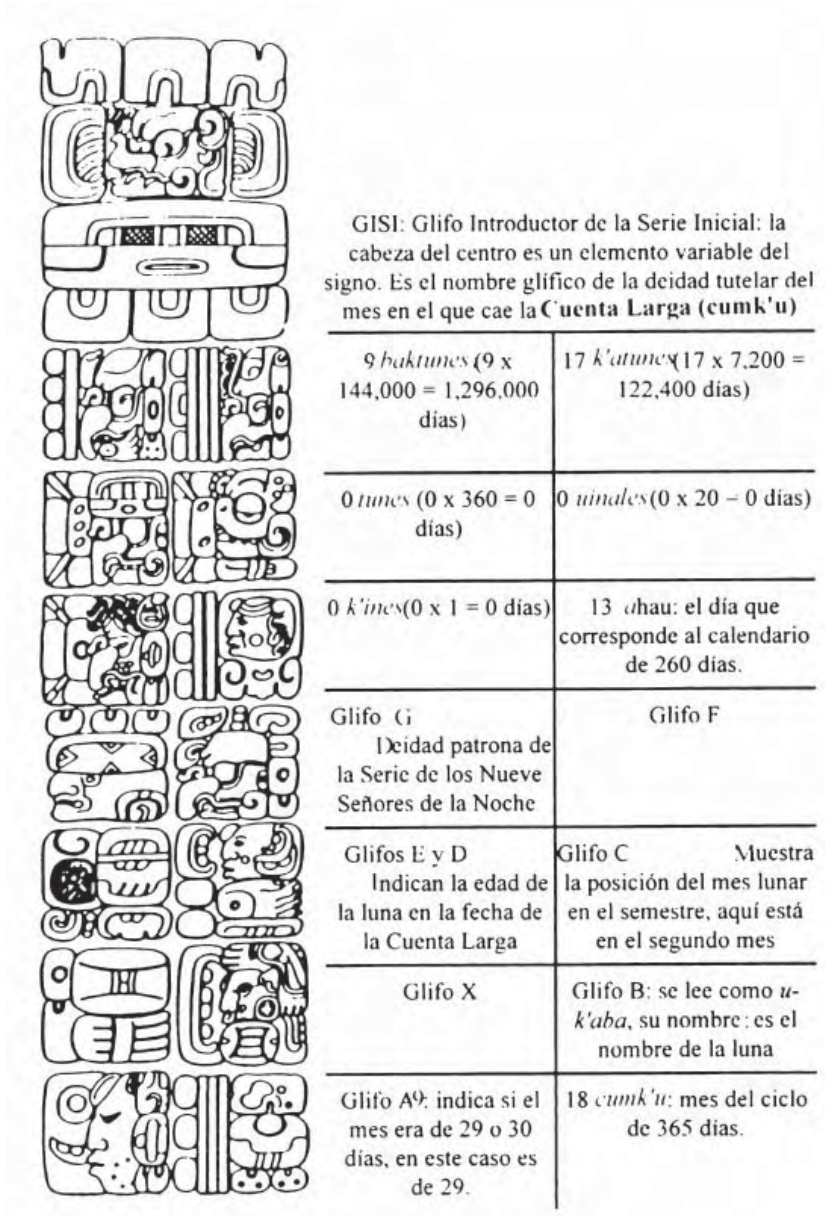 GISI: Glifo Introductor de la Serie Inicial: la
cabeza del centro es un elemento variable del
signo. Es el nombre glífico de la deidad tutelar del
mes en el que cae la Cuenta Larga (cumk'u)
9 baktunes (9 x
144,000 = 1,296,000
días)
17 k'atunes(17 x 7,200 =
122,400 días)
0 tunes (0 x 360 = 0
días)
0 uinales(0 x 20 – 0 días)
0 k'ines(0 x 1 = 0 días)
13 ahau: el día que
corresponde al calendario
de 260 días.
Glifo G
Deidad patrona de
la Serie de los Nueve
Señores de la Noche
Glifo F
Glifos E y D
Indican la edad de
la luna en la fecha de
la Cuenta Larga
Glifo C Muestra
la posición del mes lunar
en el semestre, aquí está
en el segundo mes
Glifo X
Glifo B: se lee como u-
k'aba, su nombre: es el
nombre de la luna
Glifo A9: indica si el
mes era de 29 o 30
días, en este caso es
de 29.
18 cumk'u: mes del ciclo
de 365 días.